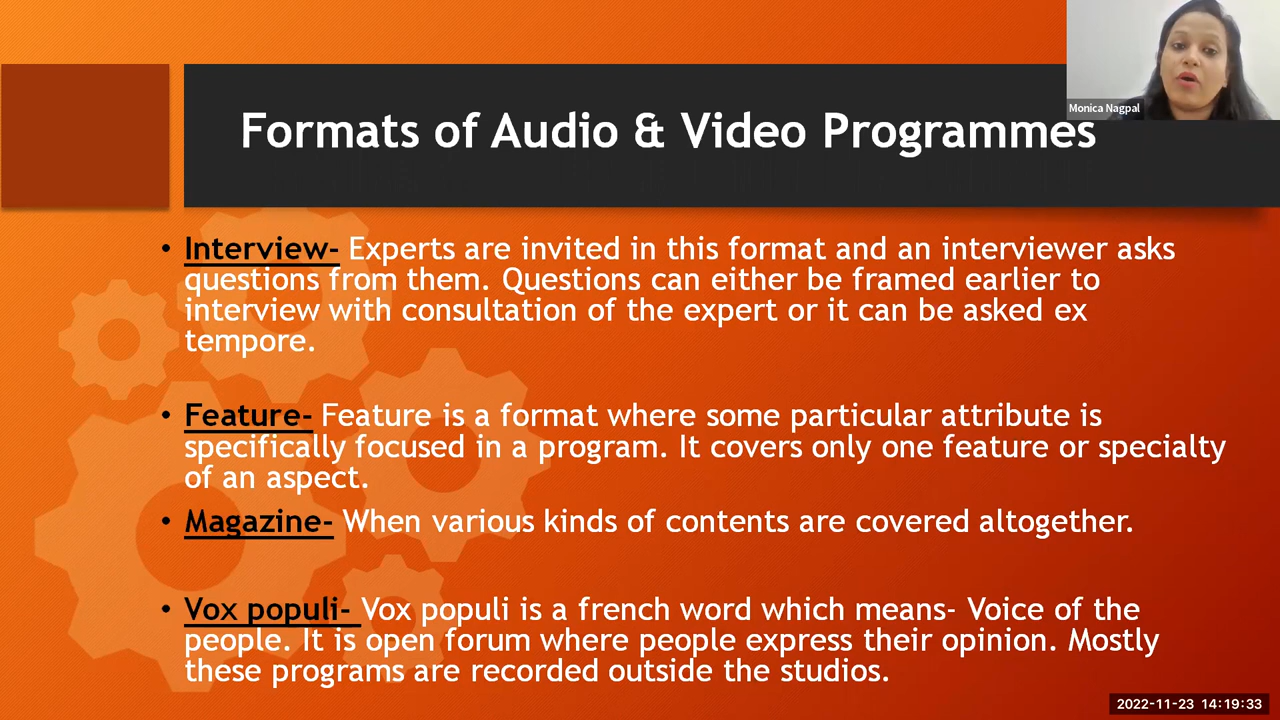 Monica Nagpal
Formats of Audio & Video Programmes
• Interview- Experts are invited in this format and an interviewer asks
questions from them. Questions can either be framed earlier to
interview with consultation of the expert or it can be asked ex
tempore.
• Feature- Feature is a format where some particular attribute is
specifically focused in a program. It covers only one feature or specialty
of an aspect.
• Magazine- When various kinds of contents are covered altogether.
• Vox populi- Vox populi is a french word which means- Voice of the
people. It is open forum where people express their opinion. Mostly
these programs are recorded outside the studios.
2022-11-23 14:19:33